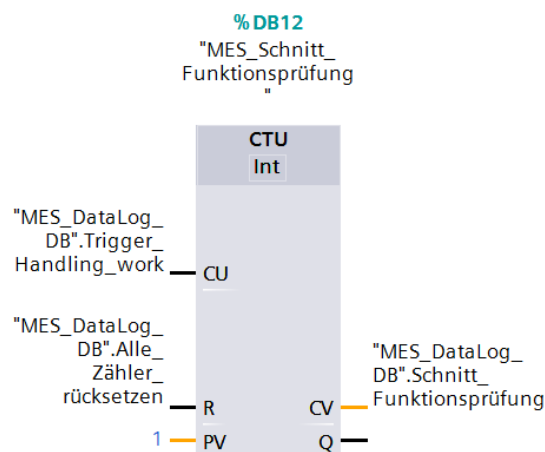 %DB12
"MES_Schnitt_
Funktionsprüfung
"
CTU
Int
"MES_DataLog_
DB".Trigger_
Handling_work
CU
"MES_DataLog_
DB".Alle_
Zähler_
rücksetzen
R
CV
"MES_DataLog_
DB".Schnitt_
Funktionsprüfung
1
PV
Q